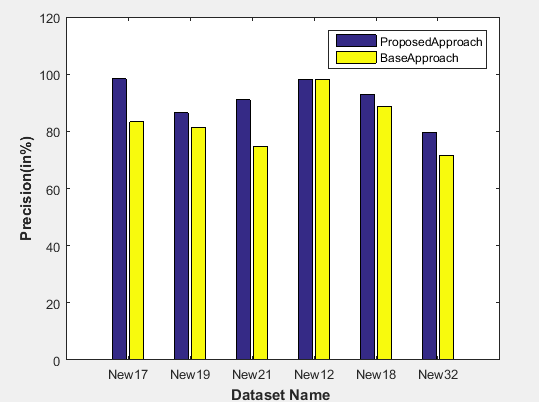 120
100
80
60
40
20
0
Precision(in%)
ProposedApproach
BaseApproach
New17 New19 New21 New12 New18 New32
Dataset Name